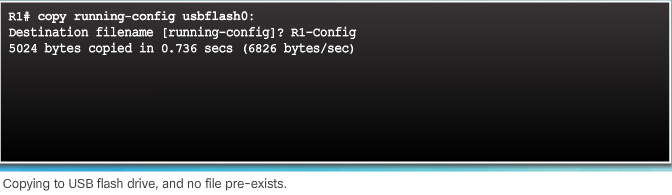 R1# copy running-config usbflash0:
Destination filename [running-config]? R1-Config
5024 bytes copied in 0.736 secs (6826 bytes/sec)
Copying to USB flash drive, and no file pre-exists.